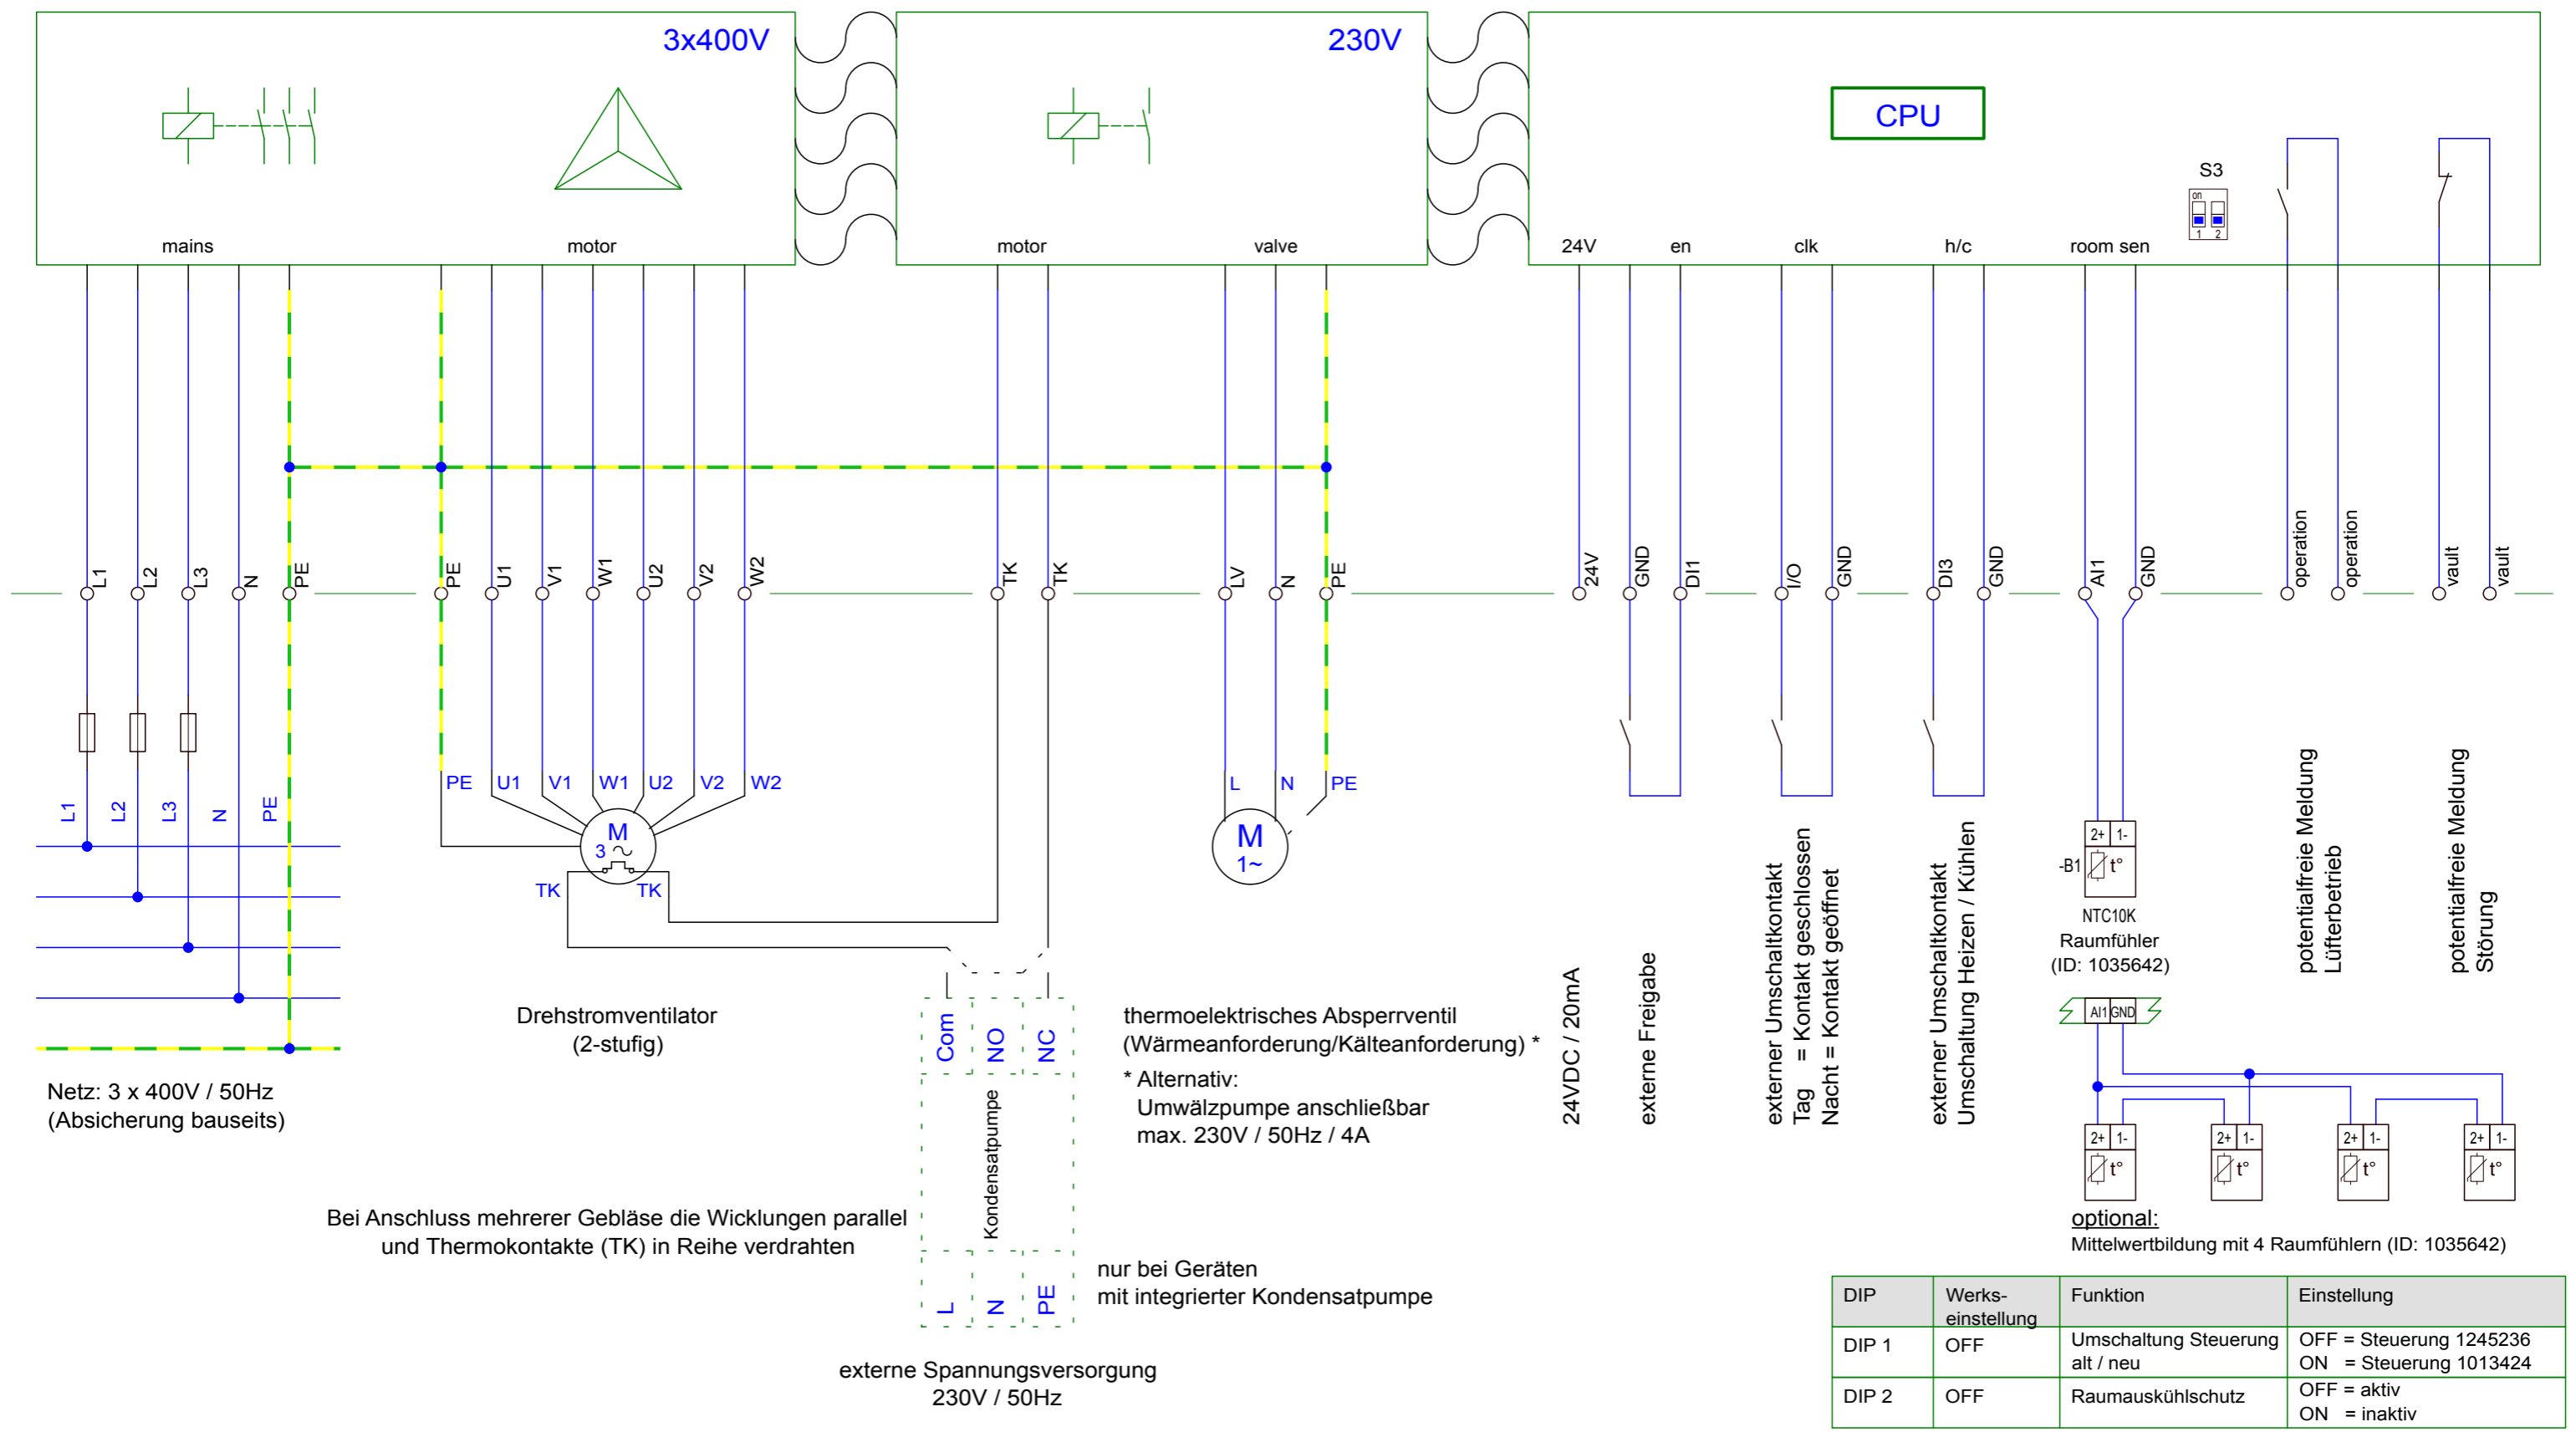 3x400V
230V
CPU
S3
on
1 2
mains
motor
motor
valve
24V
en
clk
h/c
room sen
L1
L2
L3
N
PE
PE
U1
V1
W1
U2
V2
W2
TK
TK
LV
N
PE
24V
GND
DI1
I/O
GND
DI3
GND
AI1
GND
operation
operation
vault
vault
L1
L2
L3
N
PE
PE
U1
V1
W1
U2
V2
W2
M
3
TK
TK
L
N
PE
M
1~
2+ 1-
-B1
t°
NTC10K
Raumfühler
(ID: 1035642)
AI1 GND
24VDC / 20mA
externe Freigabe
externer Umschaltkontakt
Tag = Kontakt geschlossen
Nacht = Kontakt geöffnet
externer Umschaltkontakt
Umschaltung Heizen / Kühlen
potentialfreie Meldung
Lüfterbetrieb
potentialfreie Meldung
Störung
Netz: 3 x 400V / 50Hz
(Absicherung bauseits)
Drehstromventilator
(2-stufig)
Com
NO
NC
Kondensatpumpe
L
N
PE
thermoelektrisches Absperrventil
(Wärmeanforderung/Kälteanforderung) *
* Alternativ:
Umwälzpumpe anschließbar
max. 230V / 50Hz / 4A
Bei Anschluss mehrerer Gebläse die Wicklungen parallel
und Thermokontakte (TK) in Reihe verdrahten
nur bei Geräten
mit integrierter Kondensatpumpe
externe Spannungsversorgung
230V / 50Hz
2+ 1-
t°
2+ 1-
t°
2+ 1-
t°
2+ 1-
t°
optional:
Mittelwertbildung mit 4 Raumfühlern (ID: 1035642)
DIP
Werks-
einstellung
Funktion
Einstellung
DIP 1
OFF
Umschaltung Steuerung
alt / neu
OFF = Steuerung 1245236
ON = Steuerung 1013424
DIP 2
OFF
Raumauskühlschutz
OFF = aktiv
ON = inaktiv